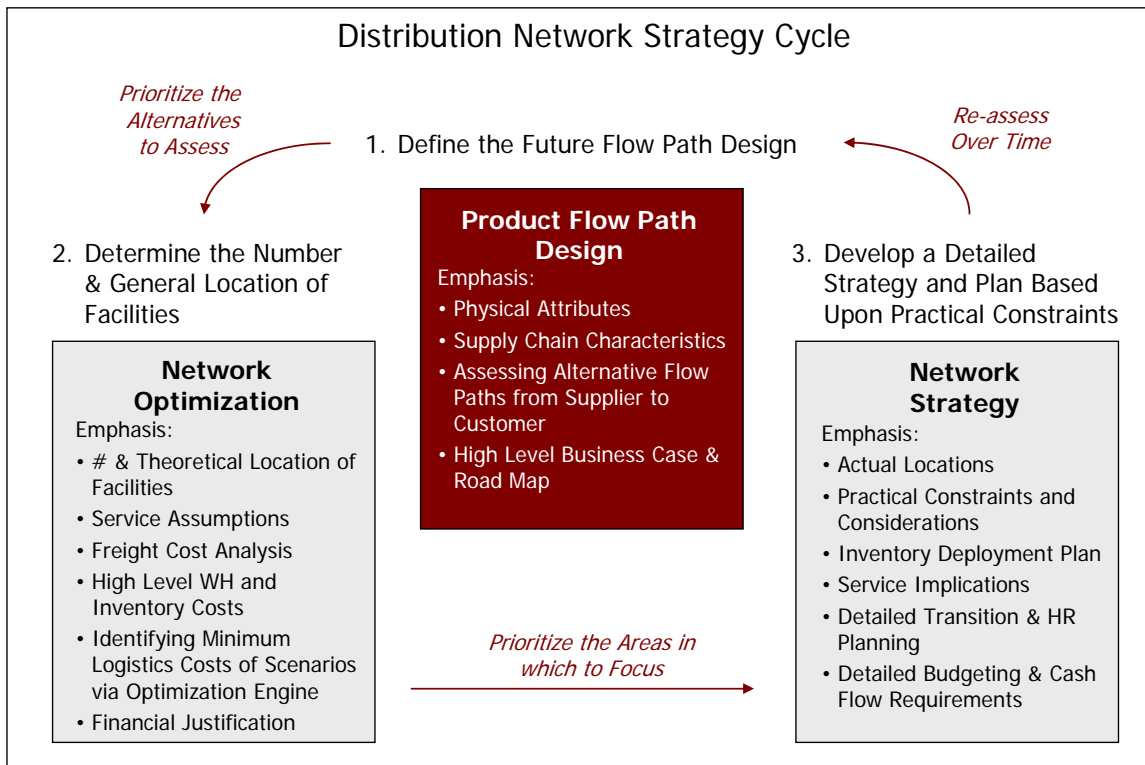 Distribution Network Strategy Cycle
Prioritize the
Alternatives
to Assess
Re-assess
Over Time
1. Define the Future Flow Path Design
Product Flow Path
Design
Emphasis:
• Physical Attributes
• Supply Chain Characteristics
• Assessing Alternative Flow
Paths from Supplier to
Customer
• High Level Business Case &
Road Map
2. Determine the Number
& General Location of
Facilities
Network
Optimization
Emphasis:
• # & Theoretical Location of
Facilities
• Service Assumptions
• Freight Cost Analysis
• High Level WH and
Inventory Costs
• Identifying Minimum
Logistics Costs of Scenarios
via Optimization Engine
• Financial Justification
Prioritize the Areas in
which to Focus
3. Develop a Detailed
Strategy and Plan Based
Upon Practical Constraints
Network
Strategy
Emphasis:
• Actual Locations
• Practical Constraints and
Considerations
• Inventory Deployment Plan
• Service Implications
• Detailed Transition & HR
Planning
• Detailed Budgeting & Cash
Flow Requirements